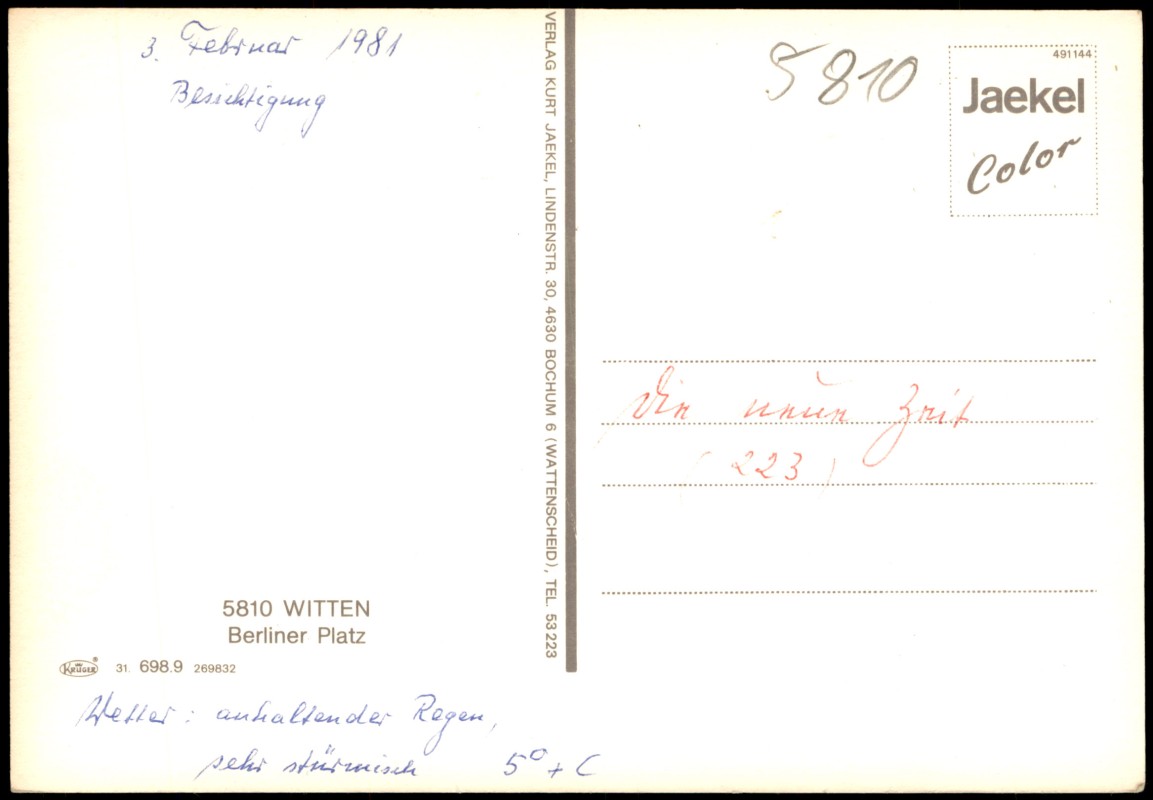 3. Februar 1981
Besichtigung
5810 WITTEN
Berliner Platz
KRÜGER ® 31. 698.9 269832
Wetter: anhaltender Regen,
sehr stürmisch 5° + C
VERLAG KURT JAEKEL, LINDENSTR. 30, 4630 BOCHUM 6 (WATTENSCHEID), TEL. 53 223
5810
491144
Jaekel
Color
Die neue Zeit
(223)